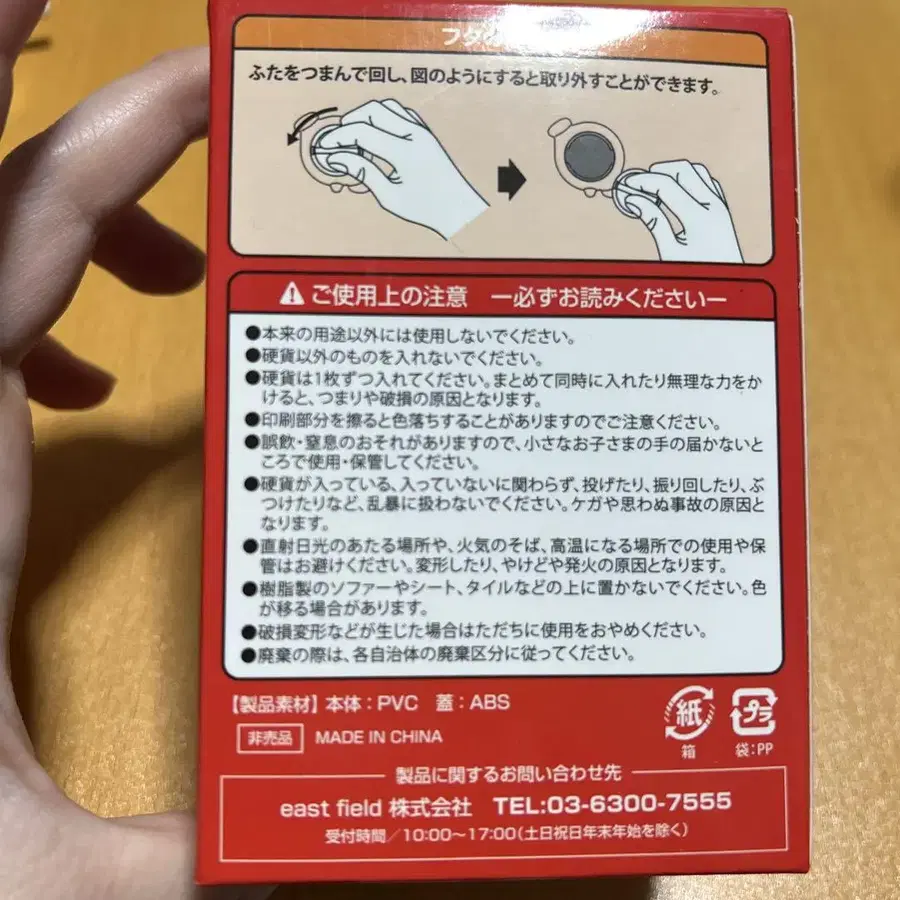 ふたをつまんで回し、図のようにすると取り外すことができます。
⚠ご使用上の注意 ー必ずお読みくださいー
●本来の用途以外には使用しないでください。
●硬貨以外のものを入れないでください。
●硬貨は1枚ずつ入れてください。まとめて同時に入れたり無理な力をか
けると、つまりや破損の原因となります。
●印刷部分を擦ると色落ちすることがありますのでご注意ください。
●誤飲・窒息のおそれがありますので、小さなお子さまの手の届かないと
ころで使用・保管してください。
●硬貨が入っている、入っていないに関わらず、投げたり、振り回したり、ぶ
つけたりなど、乱暴に扱わないでください。ケガや思わぬ事故の原因と
なります。
●直射日光のあたる場所や、火気のそば、高温になる場所での使用や保
管はお避けください。変形したり、やけどや発火の原因となります。
●樹脂製のソファーやシート、タイルなどの上に置かないでください。色
が移る場合があります。
●破損変形などが生じた場合はただちに使用をおやめください。
●廃棄の際は、各自治体の廃棄区分に従ってください。
【製品素材】本体：PVC 蓋：ABS
紙 プラ
箱 袋：PP
非売品 MADE IN CHINA
製品に関するお問い合わせ先
east field 株式会社 TEL:03-6300-7555
受付時間／10:00〜17:00（土日祝日年末年始を除く）